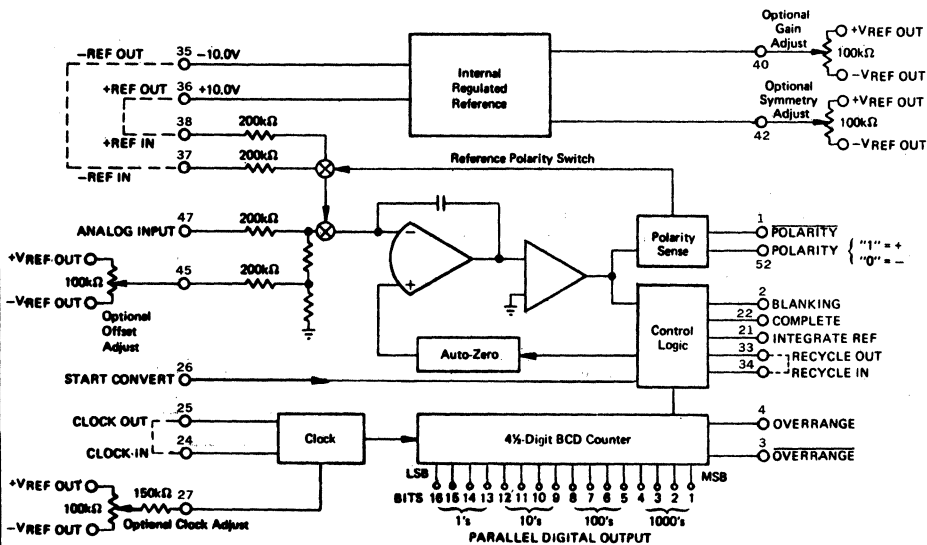 Optional
Gain
Adjust
+VREF OUT
100kΩ
-VREF OUT
40
-REF OUT
35
-10.0V
+REF OUT
36
+10.0V
38
+REF IN
200kΩ
37
-REF IN
200kΩ
Internal
Regulated
Reference
Optional
Symmetry
Adjust
+VREF OUT
100kΩ
-VREF OUT
42
Reference Polarity Switch
47
ANALOG INPUT
200kΩ
+VREF OUT
100kΩ
-VREF OUT
45
200kΩ
Optional
Offset
Adjust
-
+
Polarity
Sense
1
POLARITY
POLARITY
52
"1" = +
"0" = -
Auto-Zero
Control
Logic
2
BLANKING
22
COMPLETE
21
INTEGRATE REF
33
RECYCLE OUT
34
RECYCLE IN
26
START CONVERT
25
CLOCK OUT
24
CLOCK IN
Clock
4½-Digit BCD Counter
4
OVERRANGE
3
OVERRANGE
LSB
MSB
BITS 16 15 14 13 12 11 10 9 8 7 6 5 4 3 2 1
1's 10's 100's 1000's
PARALLEL DIGITAL OUTPUT
+VREF OUT
100kΩ
-VREF OUT
150kΩ
27
Optional Clock Adjust